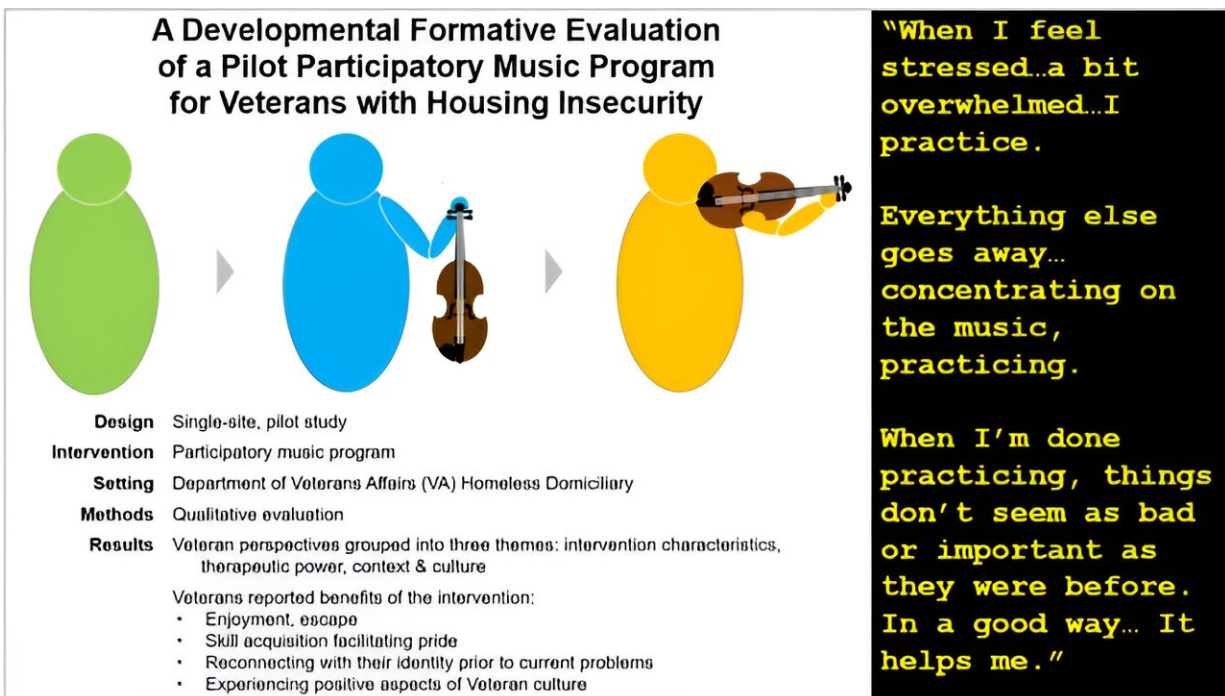 A Developmental Formative Evaluation
of a Pilot Participatory Music Program
for Veterans with Housing Insecurity
Design Single-site, pilot study
Intervention Participatory music program
Setting Department of Veterans Affairs (VA) Homeless Domiciliary
Methods Qualitative evaluation
Results Veteran perspectives grouped into three themes: intervention characteristics,
therapeutic power, context & culture
Veterans reported benefits of the intervention:
• Enjoyment, escape
• Skill acquisition facilitating pride
• Reconnecting with their identity prior to current problems
• Experiencing positive aspects of Veteran culture
"When I feel
stressed…a bit
overwhelmed…I
practice.
Everything else
goes away…
concentrating on
the music,
practicing.
When I'm done
practicing, things
don't seem as bad
or important as
they were before.
In a good way… It
helps me."